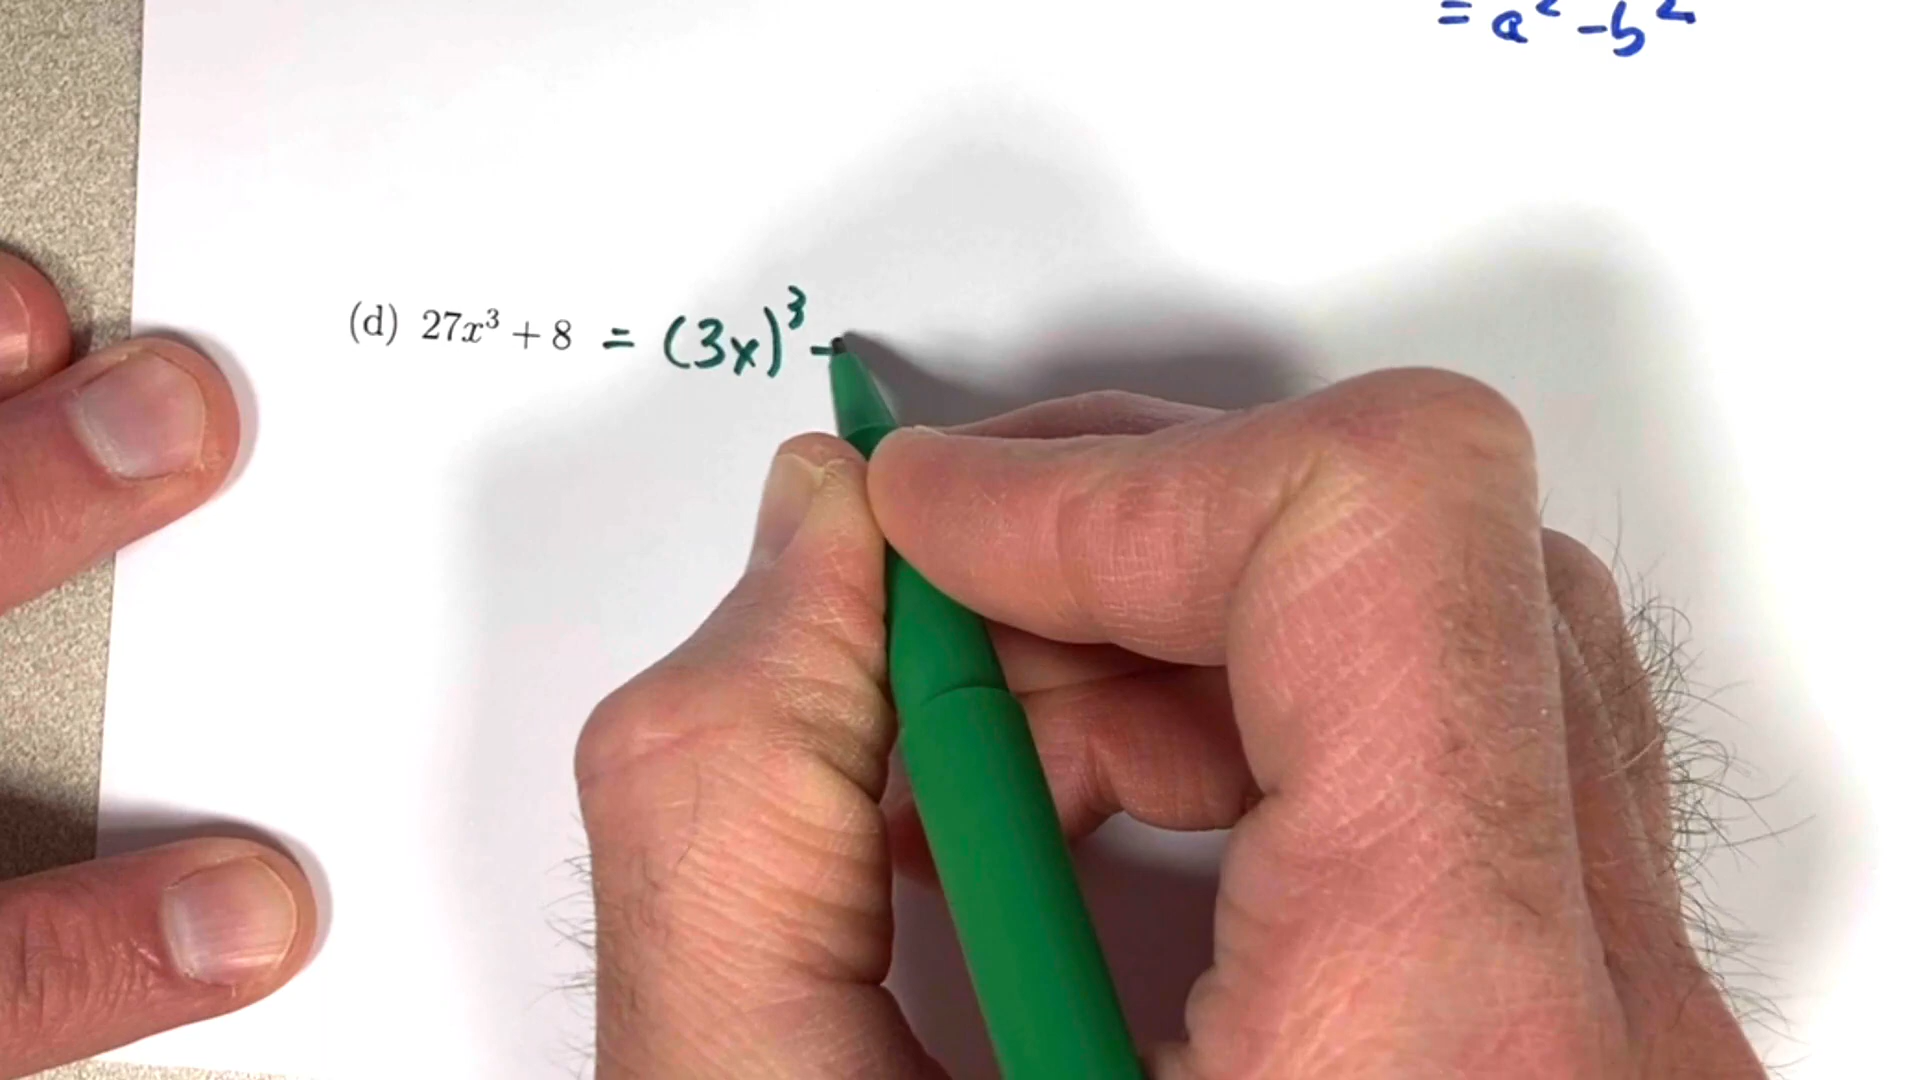 = a² - b²
(d) 27x³ + 8 = (3x)³ -